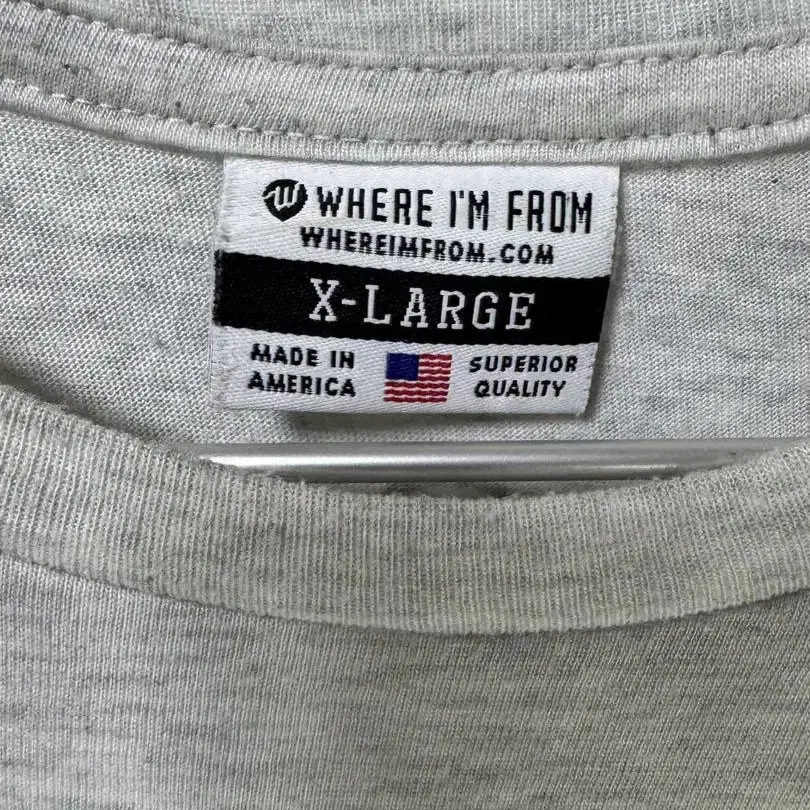 WHERE I'M FROM
WHEREIMFROM.COM
X-LARGE
MADE IN
AMERICA
SUPERIOR
QUALITY